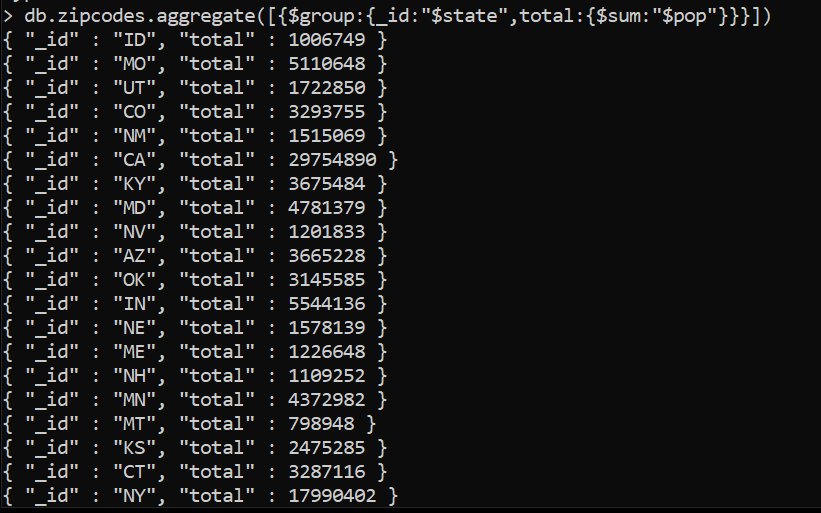 > db.zipcodes.aggregate([{$group:{_id:"$state",total:{$sum:"$pop"}}}])
{ "_id" : "ID", "total" : 1006749 }
{ "_id" : "MO", "total" : 5110648 }
{ "_id" : "UT", "total" : 1722850 }
{ "_id" : "CO", "total" : 3293755 }
{ "_id" : "NM", "total" : 1515069 }
{ "_id" : "CA", "total" : 29754890 }
{ "_id" : "KY", "total" : 3675484 }
{ "_id" : "MD", "total" : 4781379 }
{ "_id" : "NV", "total" : 1201833 }
{ "_id" : "AZ", "total" : 3665228 }
{ "_id" : "OK", "total" : 3145585 }
{ "_id" : "IN", "total" : 5544136 }
{ "_id" : "NE", "total" : 1578139 }
{ "_id" : "ME", "total" : 1226648 }
{ "_id" : "NH", "total" : 1109252 }
{ "_id" : "MN", "total" : 4372982 }
{ "_id" : "MT", "total" : 798948 }
{ "_id" : "KS", "total" : 2475285 }
{ "_id" : "CT", "total" : 3287116 }
{ "_id" : "NY", "total" : 17990402 }